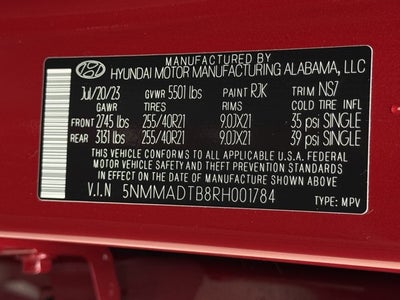 MANUFACTURED BY
HYUNDAI MOTOR MANUFACTURING ALABAMA, LLC
Jul/20/23 GVWR 5501 lbs PAINT RJK TRIM NS7
GAWR TIRES RIMS COLD TIRE INFL
FRONT 2745 lbs 255/40R21 9.0JX21 35 psi SINGLE
REAR 3131 lbs 255/40R21 9.0JX21 39 psi SINGLE
THIS VEHICLE CONFORMS TO ALL APPLICABLE U.S.A. FEDERAL
MOTOR VEHICLE SAFETY AND THEFT PREVENTION STANDARDS
IN EFFECT ON THE DATE OF MANUFACTURE SHOWN ABOVE
V.I.N 5NMMADTB8RH001784 TYPE: MPV